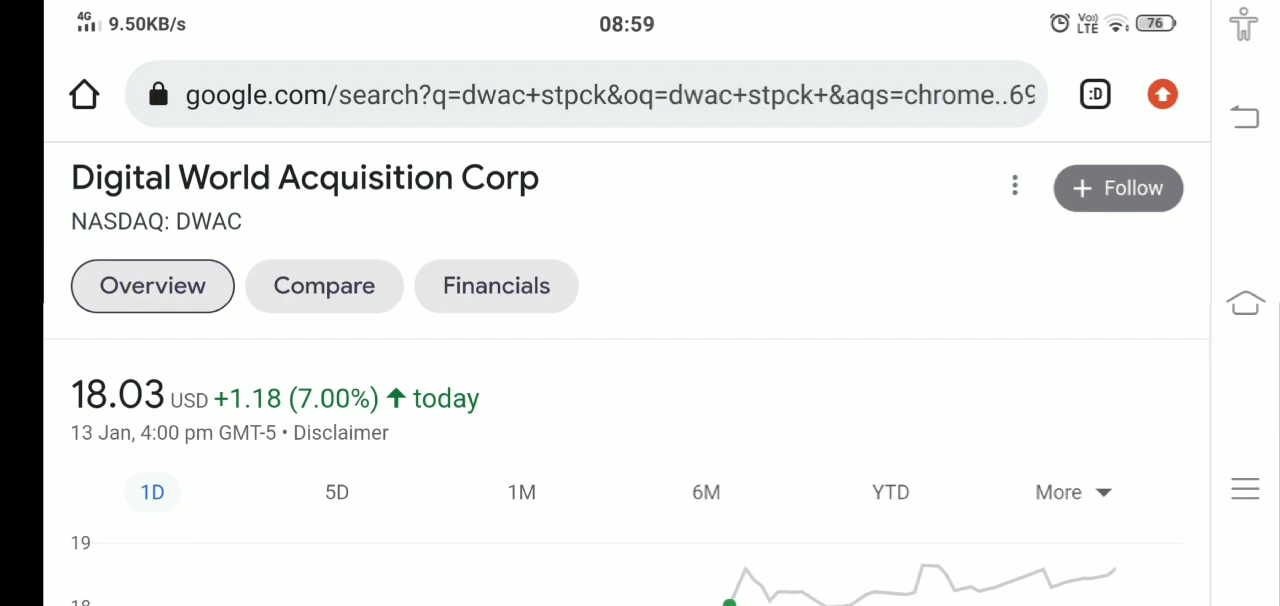 4G 9.50KB/s 08:59 Vo)) LTE 76
google.com/search?q=dwac+stpck&oq=dwac+stpck+&aqs=chrome..69 :D
Digital World Acquisition Corp
+ Follow
NASDAQ: DWAC
Overview Compare Financials
18.03 USD +1.18 (7.00%) ↑ today
13 Jan, 4:00 pm GMT-5 • Disclaimer
1D 5D 1M 6M YTD More
19
18